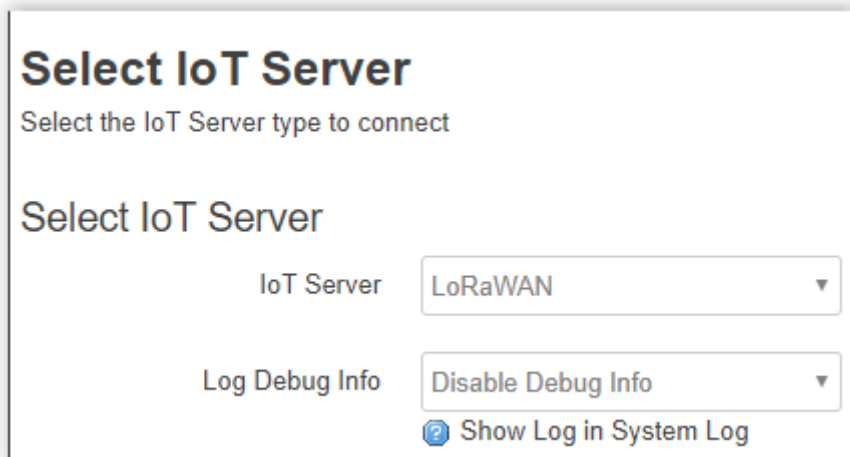 Select IoT Server
Select the IoT Server type to connect
Select IoT Server
IoT Server LoRaWAN
Log Debug Info Disable Debug Info
Show Log in System Log